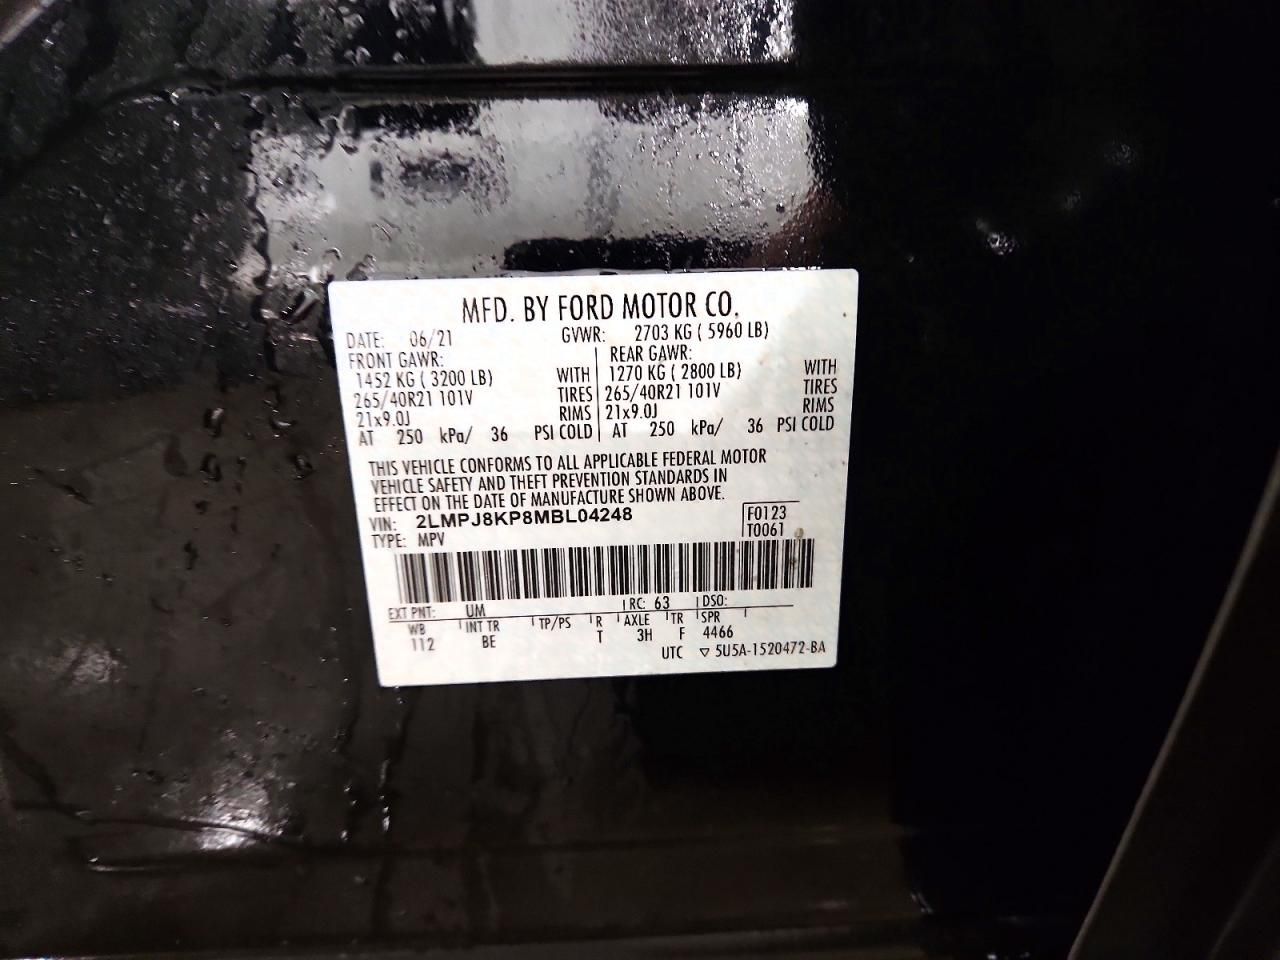 MFD. BY FORD MOTOR CO.
DATE: 06/21 GVWR: 2703 KG ( 5960 LB)
FRONT GAWR: REAR GAWR:
1452 KG ( 3200 LB) WITH 1270 KG ( 2800 LB) WITH
265/40R21 101V TIRES 265/40R21 101V TIRES
21x9.0J RIMS 21x9.0J RIMS
AT 250 kPa/ 36 PSI COLD AT 250 kPa/ 36 PSI COLD
THIS VEHICLE CONFORMS TO ALL APPLICABLE FEDERAL MOTOR
VEHICLE SAFETY AND THEFT PREVENTION STANDARDS IN
EFFECT ON THE DATE OF MANUFACTURE SHOWN ABOVE.
VIN: 2LMPJ8KP8MBL04248 F0123
TYPE: MPV T0061
EXT PNT: UM RC: 63 DSO:
WB INT TR TP/PS R AXLE TR SPR
112 BE T 3H F 4466
UTC ▽ 5U5A-1520472-BA